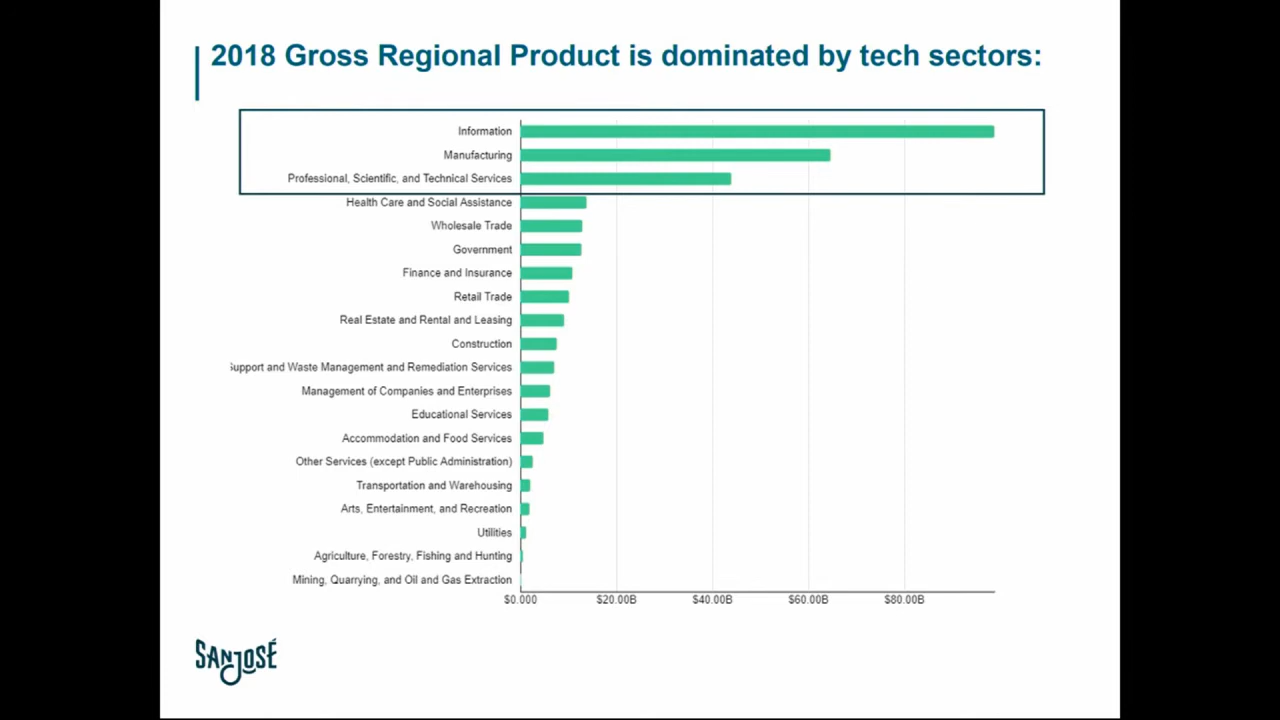 2018 Gross Regional Product is dominated by tech sectors:
Information
Manufacturing
Professional, Scientific, and Technical Services
Health Care and Social Assistance
Wholesale Trade
Government
Finance and Insurance
Retail Trade
Real Estate and Rental and Leasing
Construction
Support and Waste Management and Remediation Services
Management of Companies and Enterprises
Educational Services
Accommodation and Food Services
Other Services (except Public Administration)
Transportation and Warehousing
Arts, Entertainment, and Recreation
Utilities
Agriculture, Forestry, Fishing and Hunting
Mining, Quarrying, and Oil and Gas Extraction
$0.000 $20.00B $40.00B $60.00B $80.00B
SAN JOSÉ